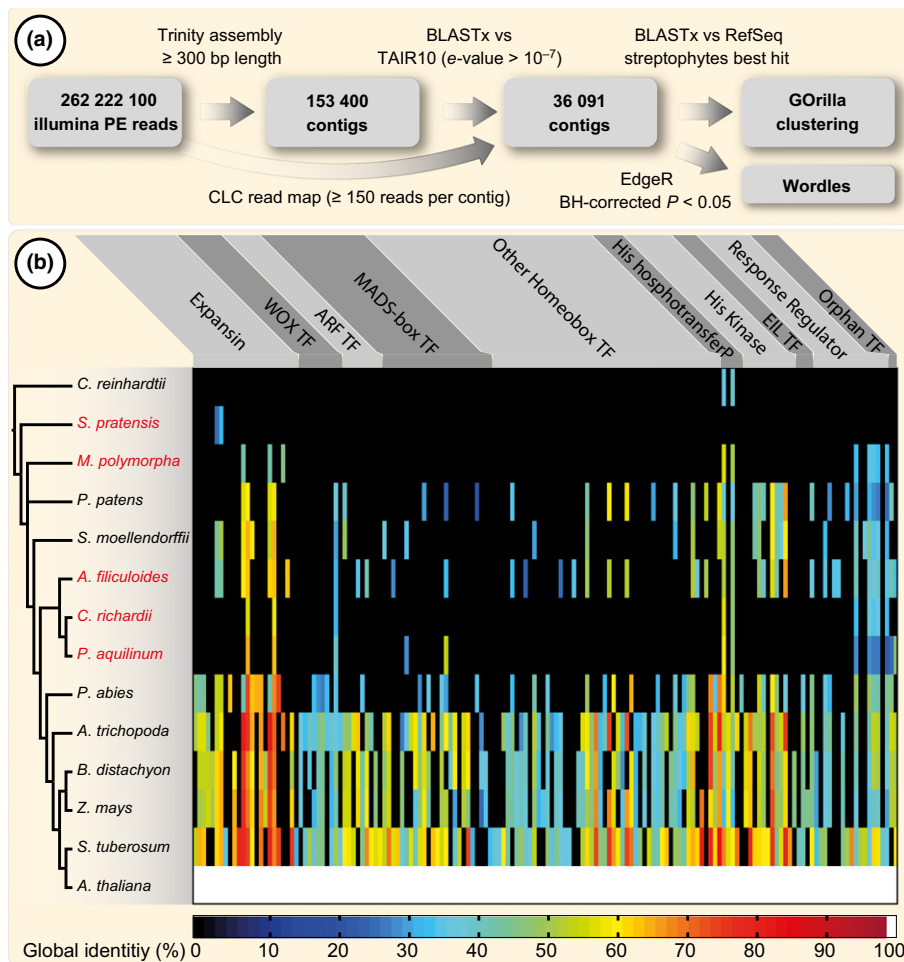 (a)
Trinity assembly
≥ 300 bp length
BLASTx vs
TAIR10 (e-value > 10⁻⁷)
BLASTx vs RefSeq
streptophytes best hit
262 222 100
illumina PE reads
153 400
contigs
36 091
contigs
GOrilla
clustering
CLC read map (≥ 150 reads per contig)
EdgeR
BH-corrected P < 0.05
Wordles
(b)
Expansin
WOX TF
ARF TF
MADS-box TF
Other Homeobox TF
His hosphotransferP
His Kinase
EIL TF
Response Regulator
Orphan TF
C. reinhardtii
S. pratensis
M. polymorpha
P. patens
S. moellendorffii
A. filiculoides
C. richardii
P. aquilinum
P. abies
A. trichopoda
B. distachyon
Z. mays
S. tuberosum
A. thaliana
Global identitiy (%) 0 10 20 30 40 50 60 70 80 90 100